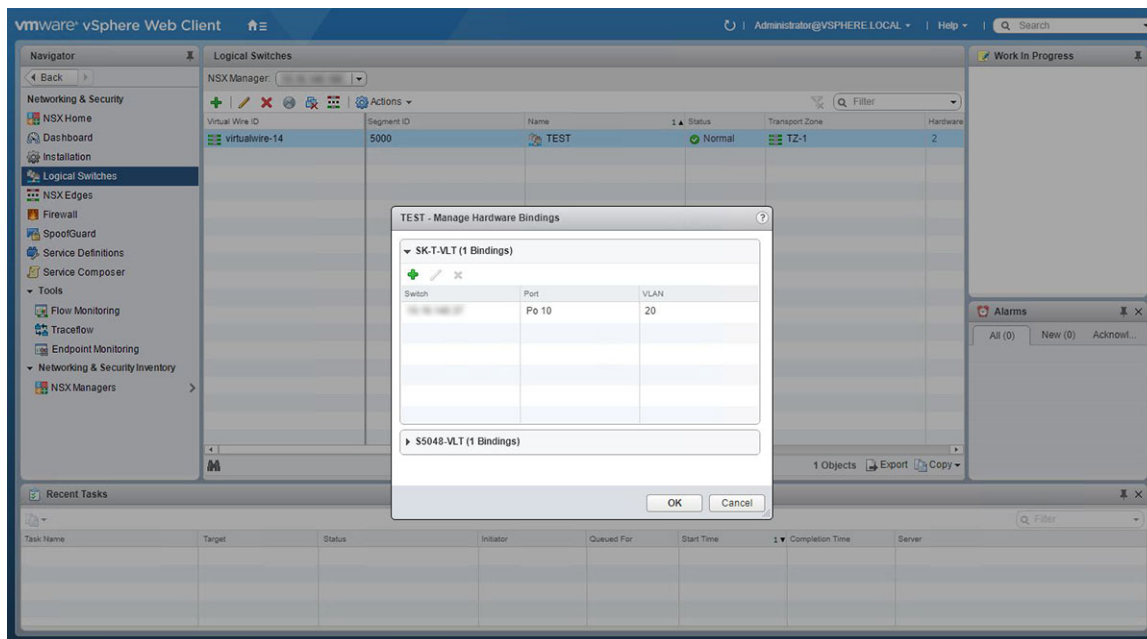 vmware® vSphere Web Client
Administrator@VSPHERE.LOCAL | Help | Search
Navigator
Back
Networking & Security
NSX Home
Dashboard
Installation
Logical Switches
NSX Edges
Firewall
SpoofGuard
Service Definitions
Service Composer
Tools
Flow Monitoring
Traceflow
Endpoint Monitoring
Networking & Security Inventory
NSX Managers
Logical Switches
NSX Manager:
Actions
Filter
Virtual Wire ID Segment ID Name 1 Status Transport Zone Hardware
virtualwire-14 5000 TEST Normal TZ-1 2
TEST - Manage Hardware Bindings
SK-T-VLT (1 Bindings)
Switch Port VLAN
Po 10 20
S5048-VLT (1 Bindings)
OK Cancel
1 Objects Export Copy
Work In Progress
Alarms
All (0) New (0) Acknowl...
Recent Tasks
Filter
Task Name Target Status Initiator Queued For Start Time 1 Completion Time Server